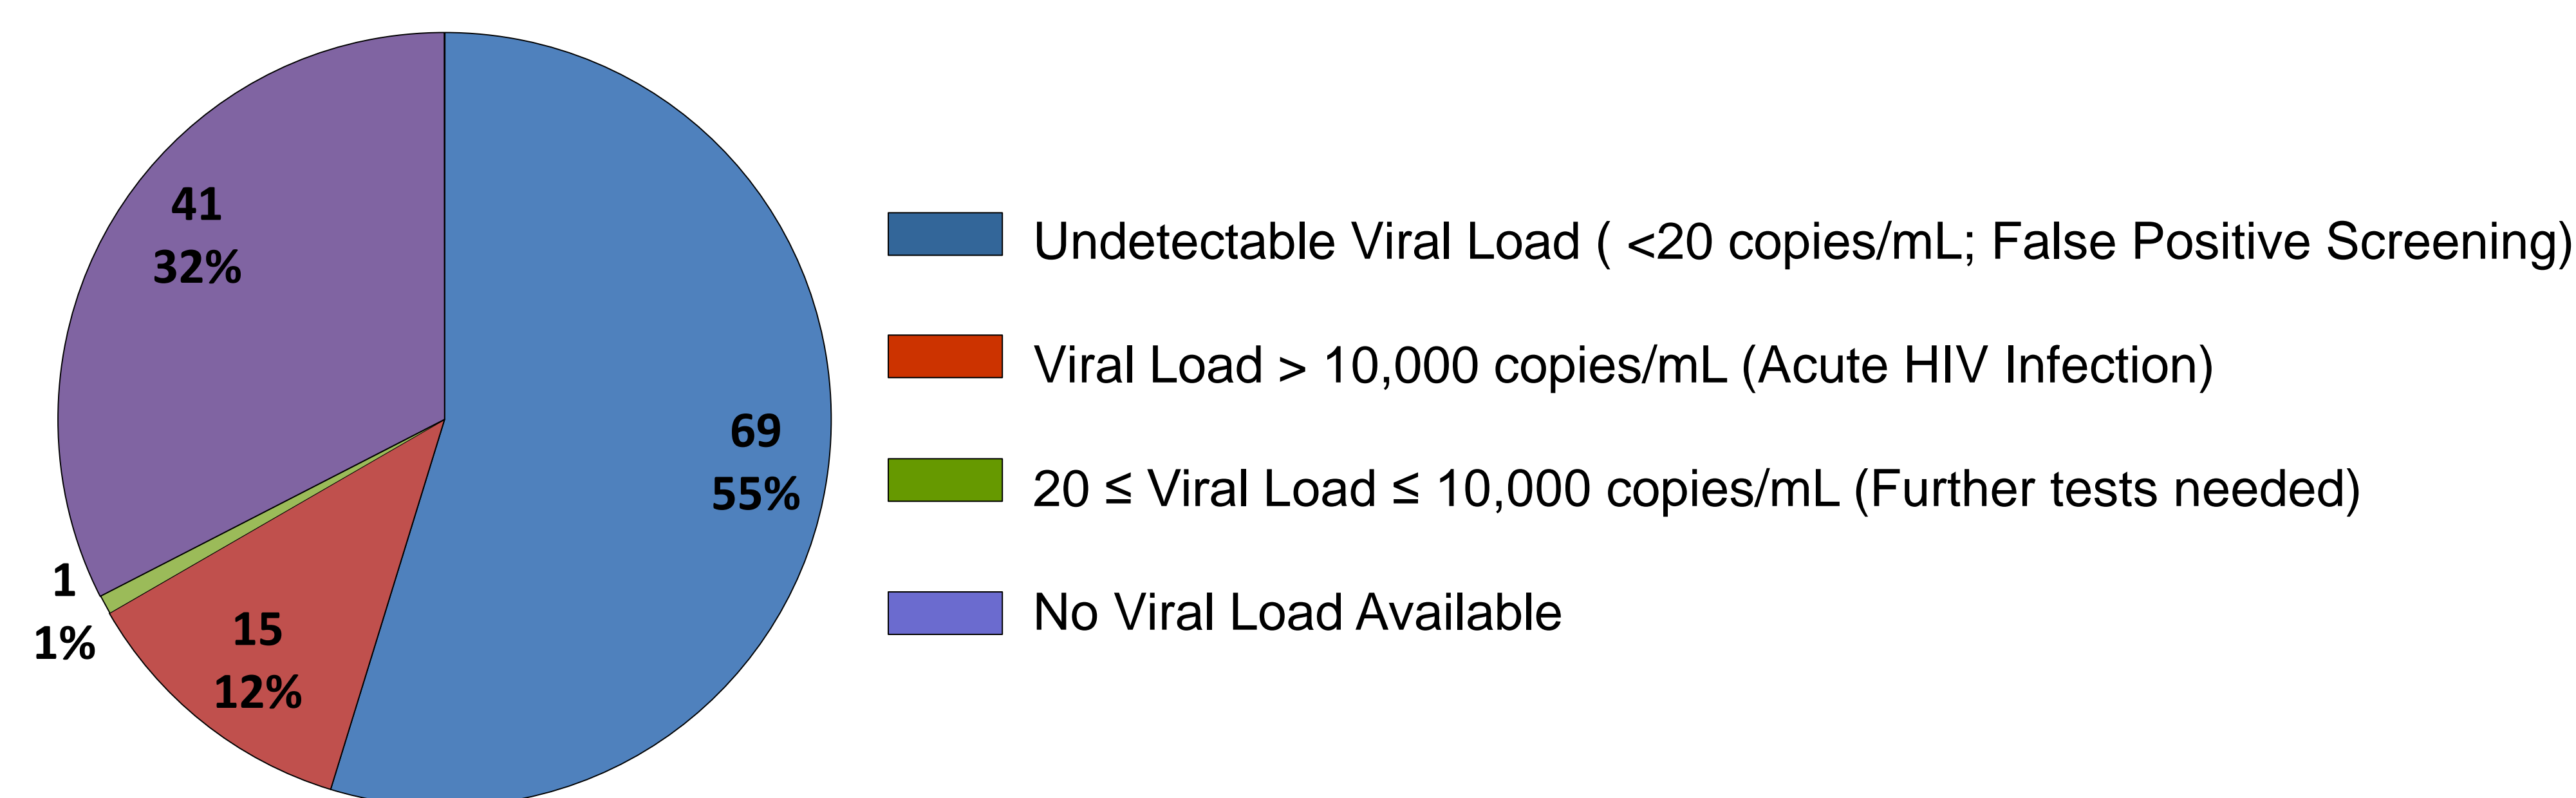 41
32%
69
55%
1
1%
15
12%
Undetectable Viral Load ( <20 copies/mL; False Positive Screening)
Viral Load > 10,000 copies/mL (Acute HIV Infection)
20 ≤ Viral Load ≤ 10,000 copies/mL (Further tests needed)
No Viral Load Available